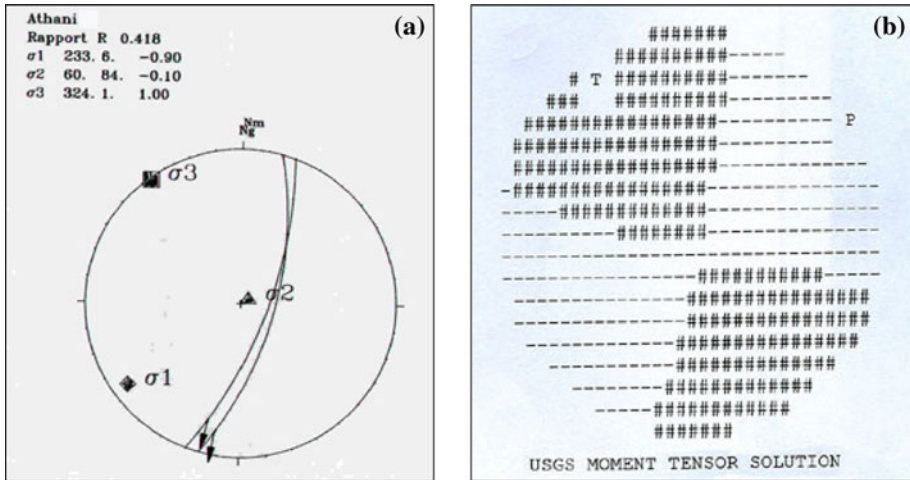 Athani
Rapport R 0.418
σ1 233. 6. −0.90
σ2 60. 84. −0.10
σ3 324. 1. 1.00
(a)
Nm
Ng
σ3
σ2
σ1
(b)
#######
##########-----
# T ##########-------
### ##########----------
#################---------- P
##################----------
##################-------------
-#################---------------
-----#############---------------
----------########---------------
---------------------------------
-----------------###########-----
----------------################
---------------################
--------------################
-----------##############
--------#############
-----############
#######
USGS MOMENT TENSOR SOLUTION